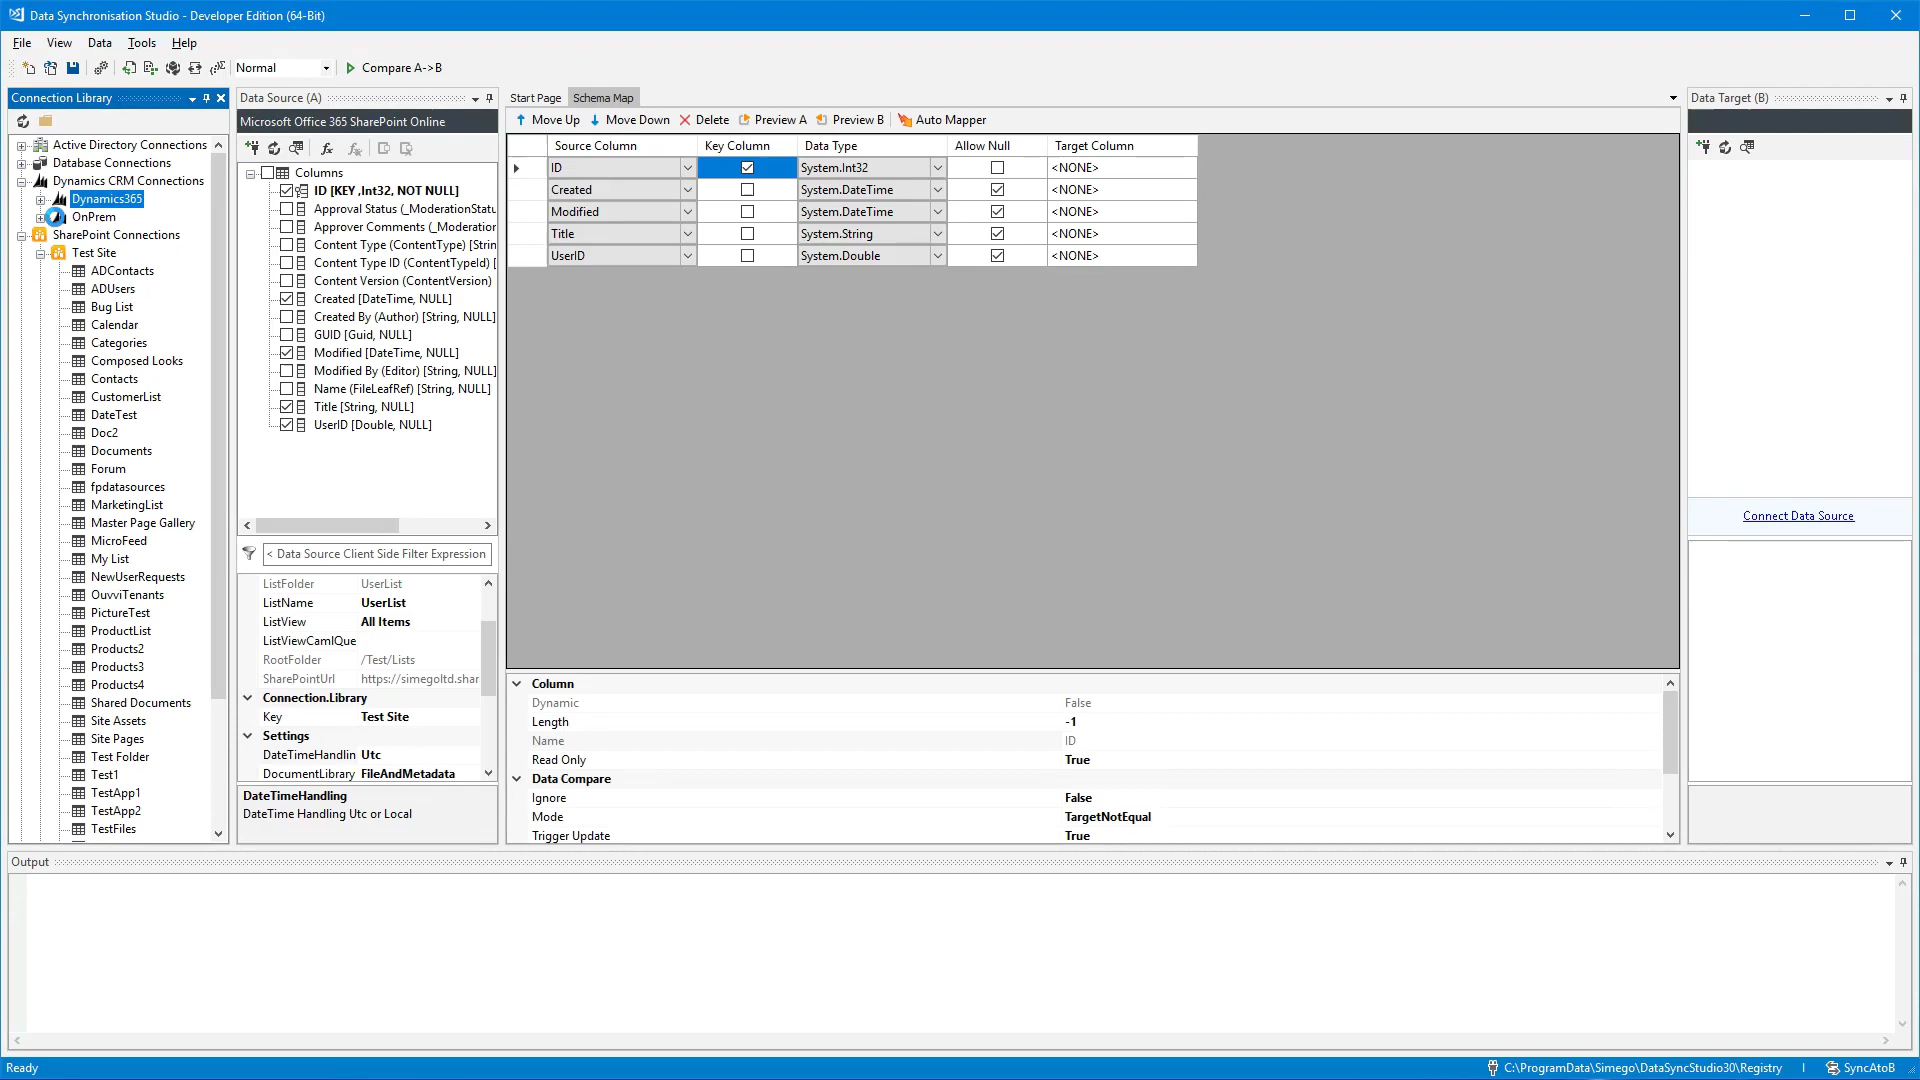 Data Synchronisation Studio - Developer Edition (64-Bit)
File View Data Tools Help
Normal Compare A->B
Connection Library
Active Directory Connections
Database Connections
Dynamics CRM Connections
Dynamics365
OnPrem
SharePoint Connections
Test Site
ADContacts
ADUsers
Bug List
Calendar
Categories
Composed Looks
Contacts
CustomerList
DateTest
Doc2
Documents
Forum
fpdatasources
MarketingList
Master Page Gallery
MicroFeed
My List
NewUserRequests
OuvviTenants
PictureTest
ProductList
Products2
Products3
Products4
Shared Documents
Site Assets
Site Pages
Test Folder
Test1
TestApp1
TestApp2
TestFiles
Data Source (A)
Microsoft Office 365 SharePoint Online
Columns
ID [KEY ,Int32, NOT NULL]
Approval Status (_ModerationStatu
Approver Comments (_Moderation
Content Type (ContentType) [Strin
Content Type ID (ContentTypeId) [
Content Version (ContentVersion)
Created [DateTime, NULL]
Created By (Author) [String, NULL]
GUID [Guid, NULL]
Modified [DateTime, NULL]
Modified By (Editor) [String, NULL]
Name (FileLeafRef) [String, NULL]
Title [String, NULL]
UserID [Double, NULL]
< Data Source Client Side Filter Expression
ListFolder UserList
ListName UserList
ListView All Items
ListViewCamlQue
RootFolder /Test/Lists
SharePointUrl https://simegoltd.shar
Connection.Library
Key Test Site
Settings
DateTimeHandlin Utc
DocumentLibrary FileAndMetadata
DateTimeHandling
DateTime Handling Utc or Local
Start Page Schema Map
Move Up Move Down Delete Preview A Preview B Auto Mapper
Source Column Key Column Data Type Allow Null Target Column
ID System.Int32 <NONE>
Created System.DateTime <NONE>
Modified System.DateTime <NONE>
Title System.String <NONE>
UserID System.Double <NONE>
Column
Dynamic False
Length -1
Name ID
Read Only True
Data Compare
Ignore False
Mode TargetNotEqual
Trigger Update True
Data Target (B)
Connect Data Source
Output
Ready
C:\ProgramData\Simego\DataSyncStudio30\Registry
SyncAtoB